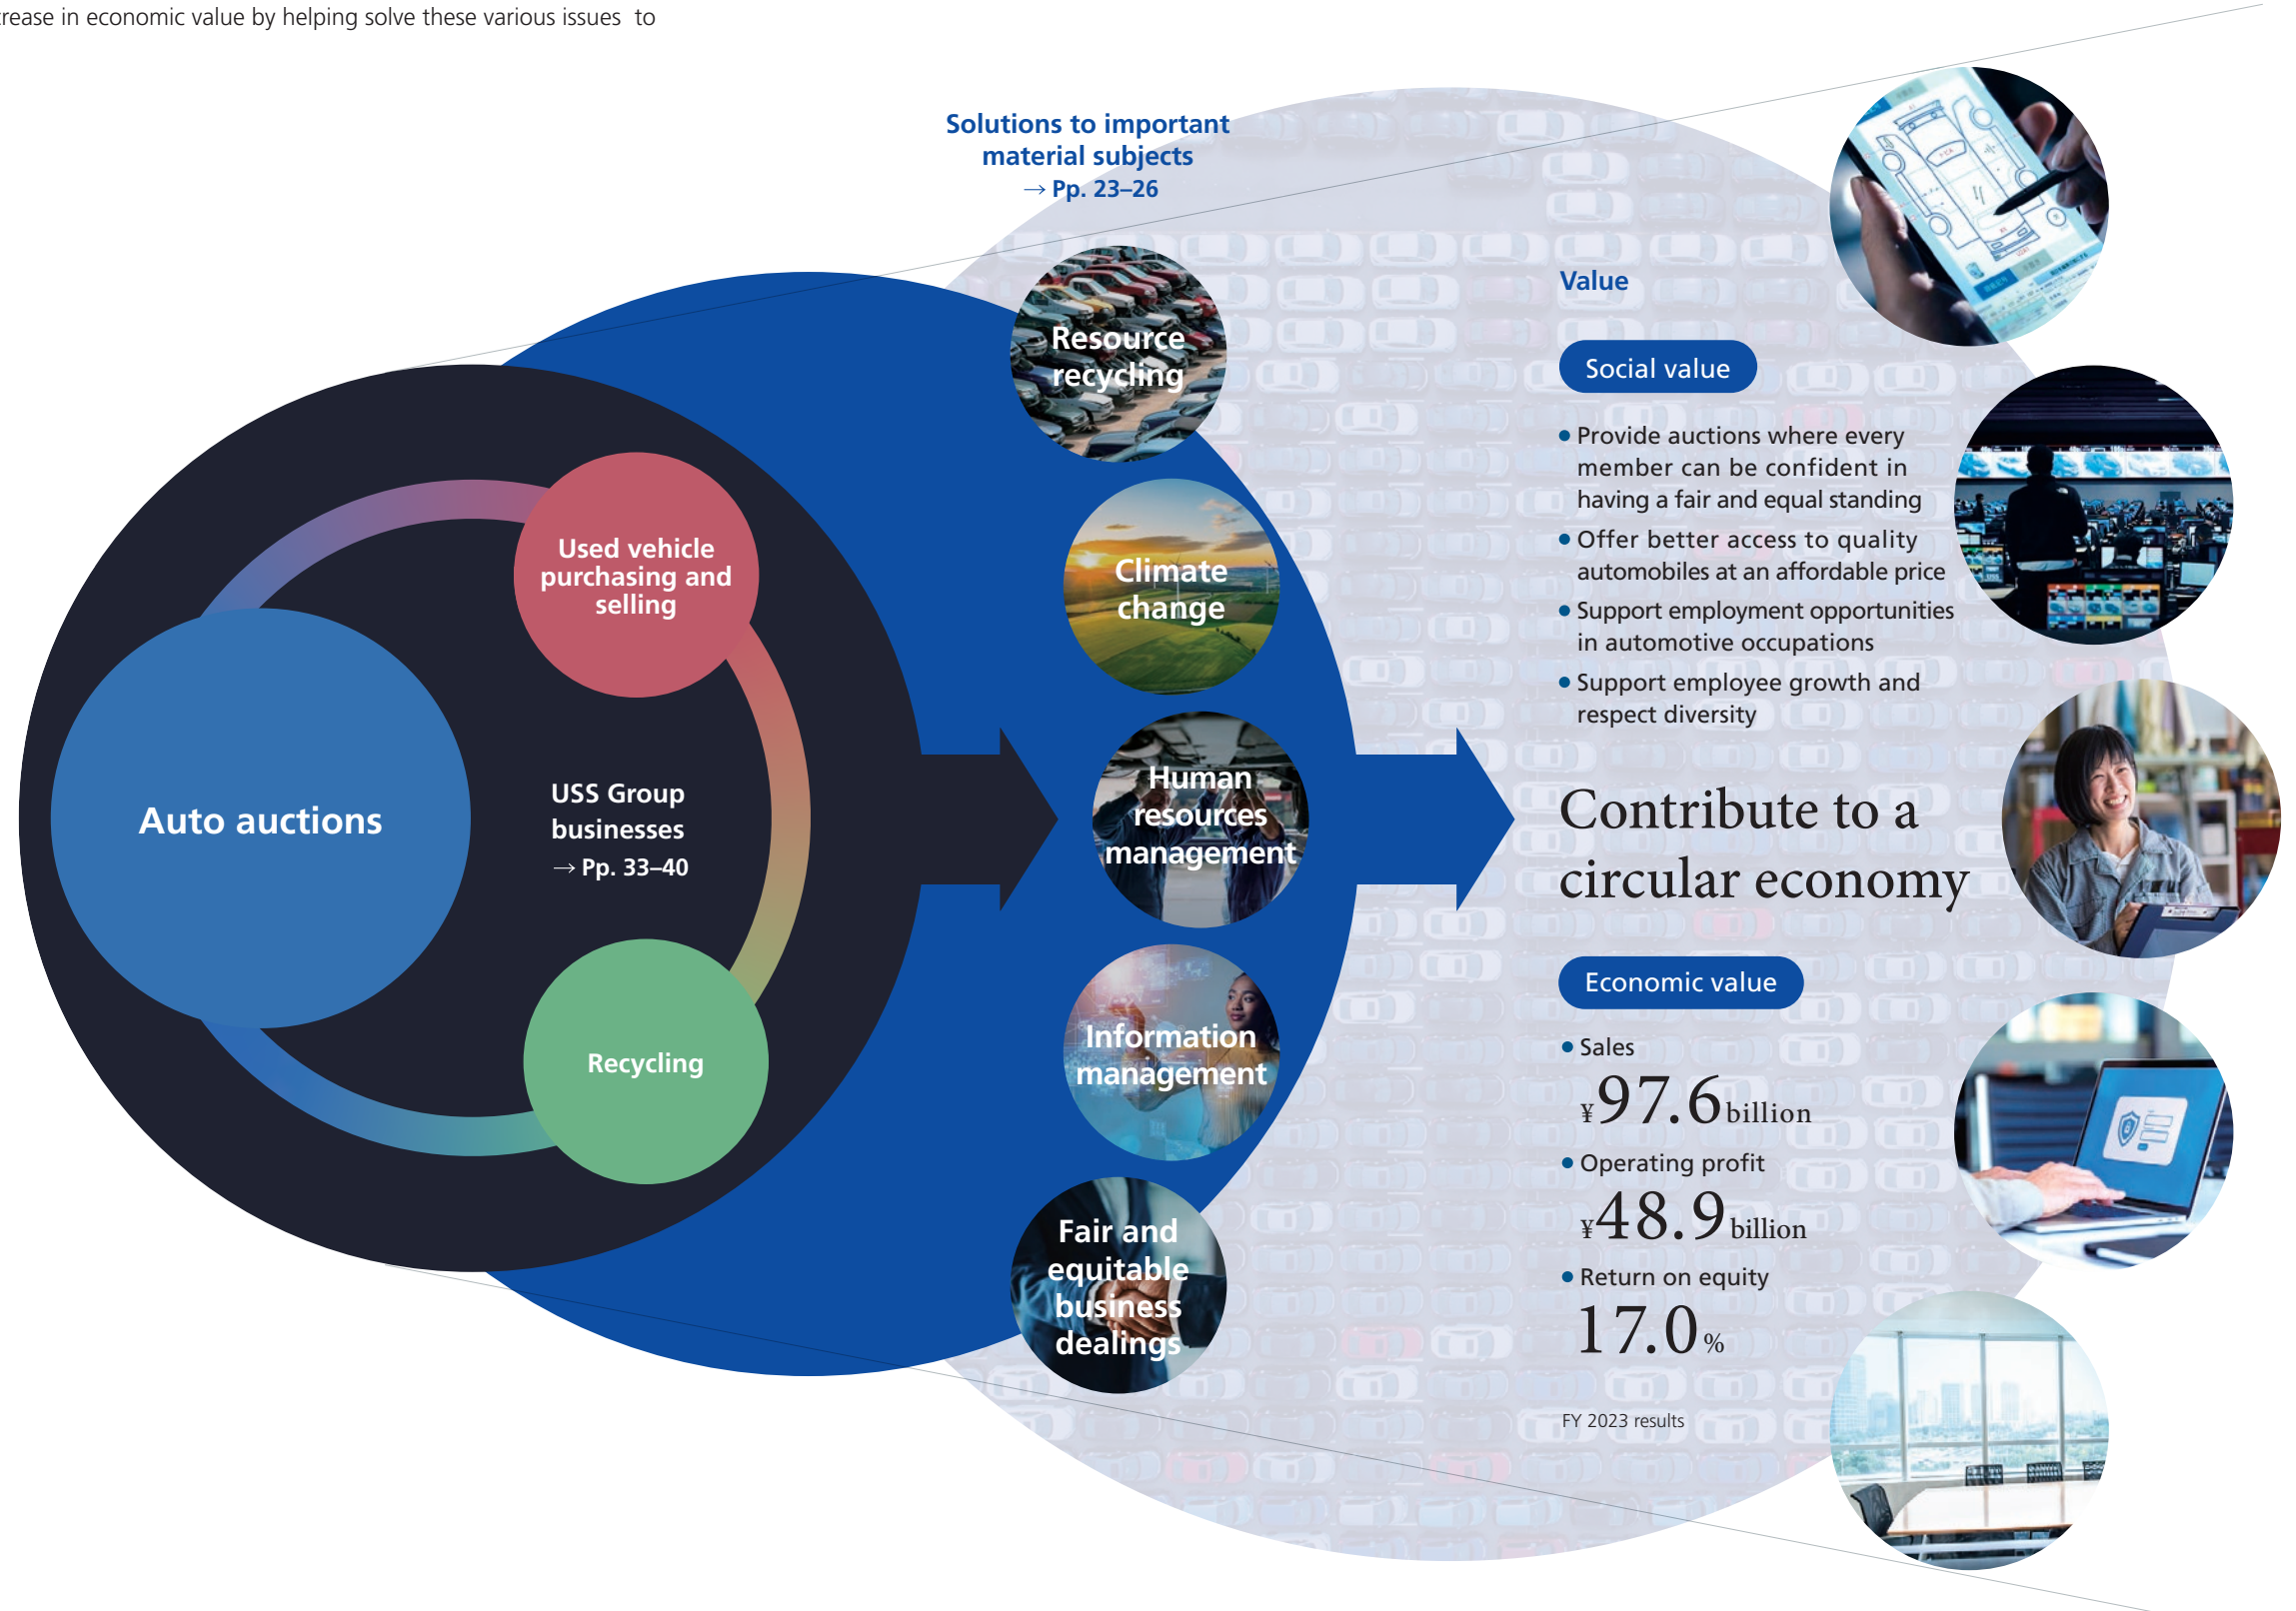 rease in economic value by helping solve these various issues to
Solutions to important
material subjects
→ Pp. 23–26
Used vehicle
purchasing and
selling
Auto auctions
USS Group
businesses
→ Pp. 33–40
Recycling
Resource
recycling
Climate
change
Human
resources
management
Information
management
Fair and
equitable
business
dealings
Value
Social value
• Provide auctions where every
member can be confident in
having a fair and equal standing
• Offer better access to quality
automobiles at an affordable price
• Support employment opportunities
in automotive occupations
• Support employee growth and
respect diversity
Contribute to a
circular economy
Economic value
• Sales
¥97.6 billion
• Operating profit
¥48.9 billion
• Return on equity
17.0 %
FY 2023 results